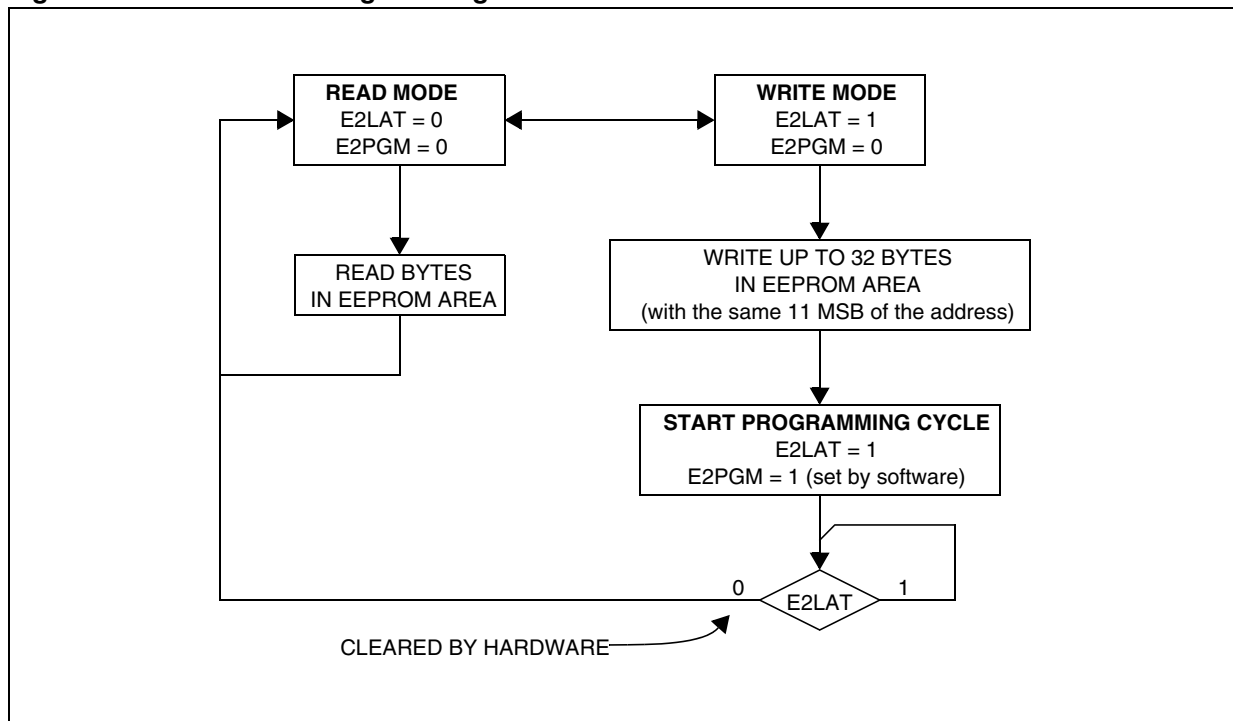 READ MODE
E2LAT = 0
E2PGM = 0
WRITE MODE
E2LAT = 1
E2PGM = 0
READ BYTES
IN EEPROM AREA
WRITE UP TO 32 BYTES
IN EEPROM AREA
(with the same 11 MSB of the address)
START PROGRAMMING CYCLE
E2LAT = 1
E2PGM = 1 (set by software)
0
E2LAT
1
CLEARED BY HARDWARE